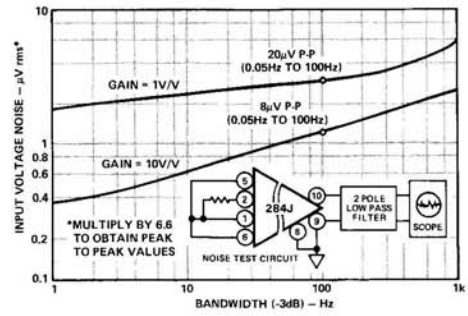 INPUT VOLTAGE NOISE – µV rms*
10
1
0.8
0.6
0.4
0.2
0.1
20µV P-P
(0.05Hz TO 100Hz)
GAIN = 1V/V
8µV P-P
(0.05Hz TO 100Hz)
GAIN = 10V/V
*MULTIPLY BY 6.6
TO OBTAIN PEAK
TO PEAK VALUES
5
2
1
6
284J
10
9
8
2 POLE
LOW PASS
FILTER
SCOPE
NOISE TEST CIRCUIT
1
10
100
1k
BANDWIDTH (-3dB) – Hz